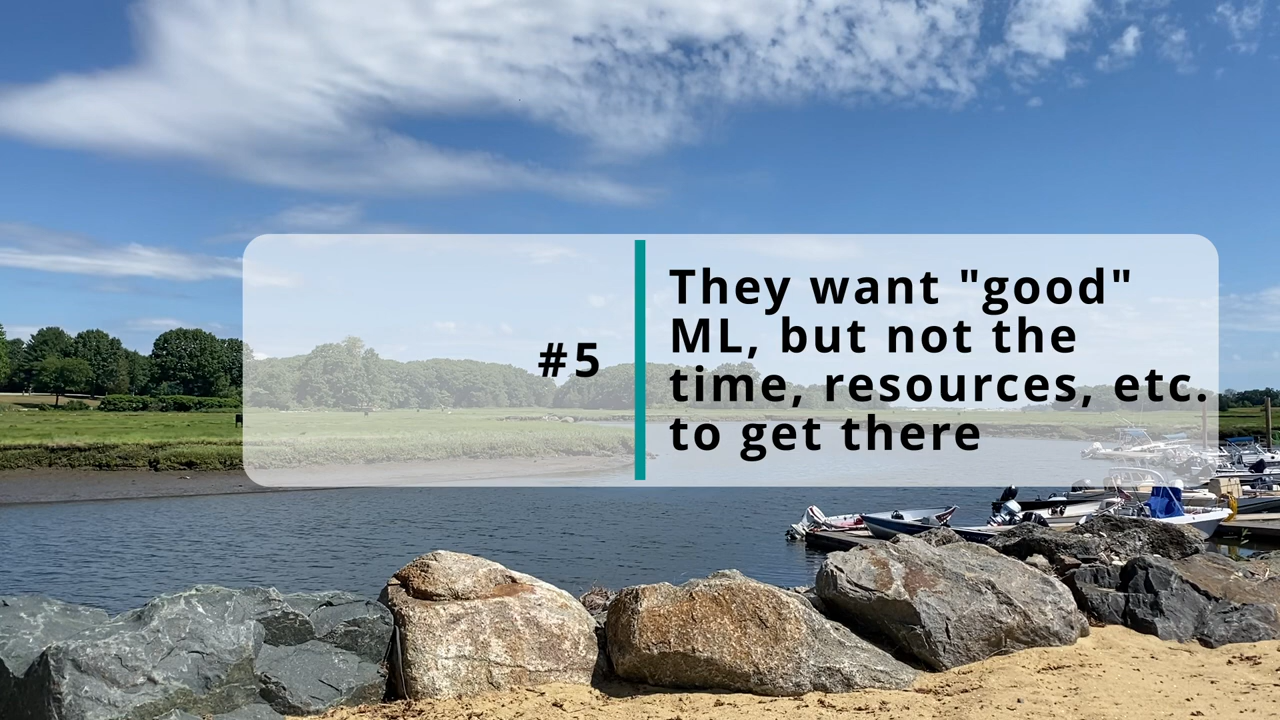 #5
They want "good"
ML, but not the
time, resources, etc.
to get there